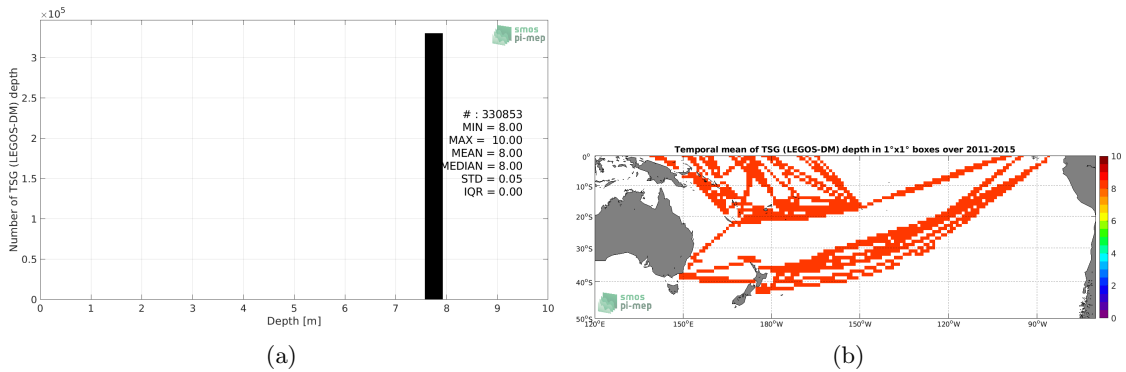 ×10⁵
smos
pi-mep
3
2.5
2
1.5
1
0.5
0
Number of TSG (LEGOS-DM) depth
# : 330853
MIN = 8.00
MAX = 10.00
MEAN = 8.00
MEDIAN = 8.00
STD = 0.05
IQR = 0.00
0 1 2 3 4 5 6 7 8 9 10
Depth [m]
(a)
Temporal mean of TSG (LEGOS-DM) depth in 1°x1° boxes over 2011-2015
0°
10°S
20°S
30°S
40°S
50°S
120°E 150°E 180°W 150°W 120°W 90°W
10
8
6
4
2
0
smos
pi-mep
(b)